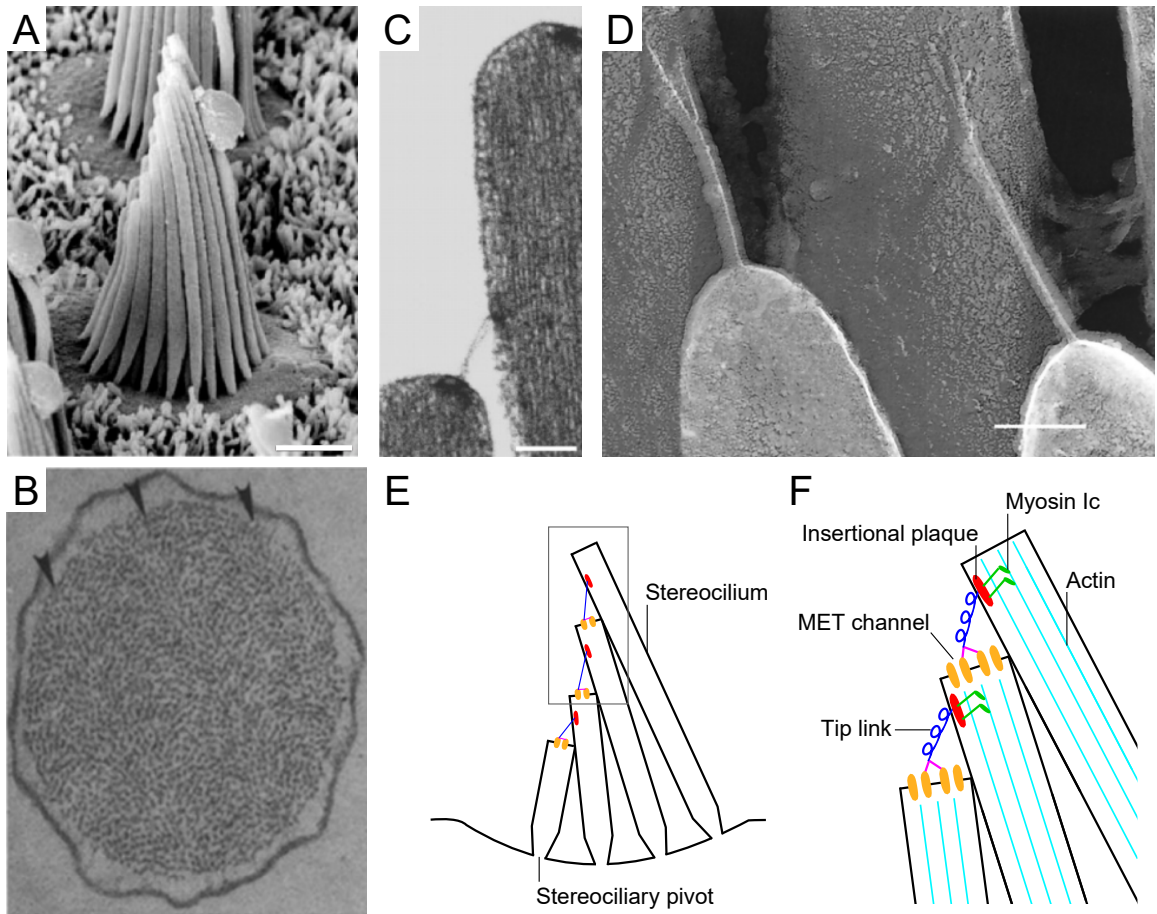 A
B
C
D
E
Stereocilium
Stereociliary pivot
F
Myosin Ic
Insertional plaque
Actin
MET channel
Tip link